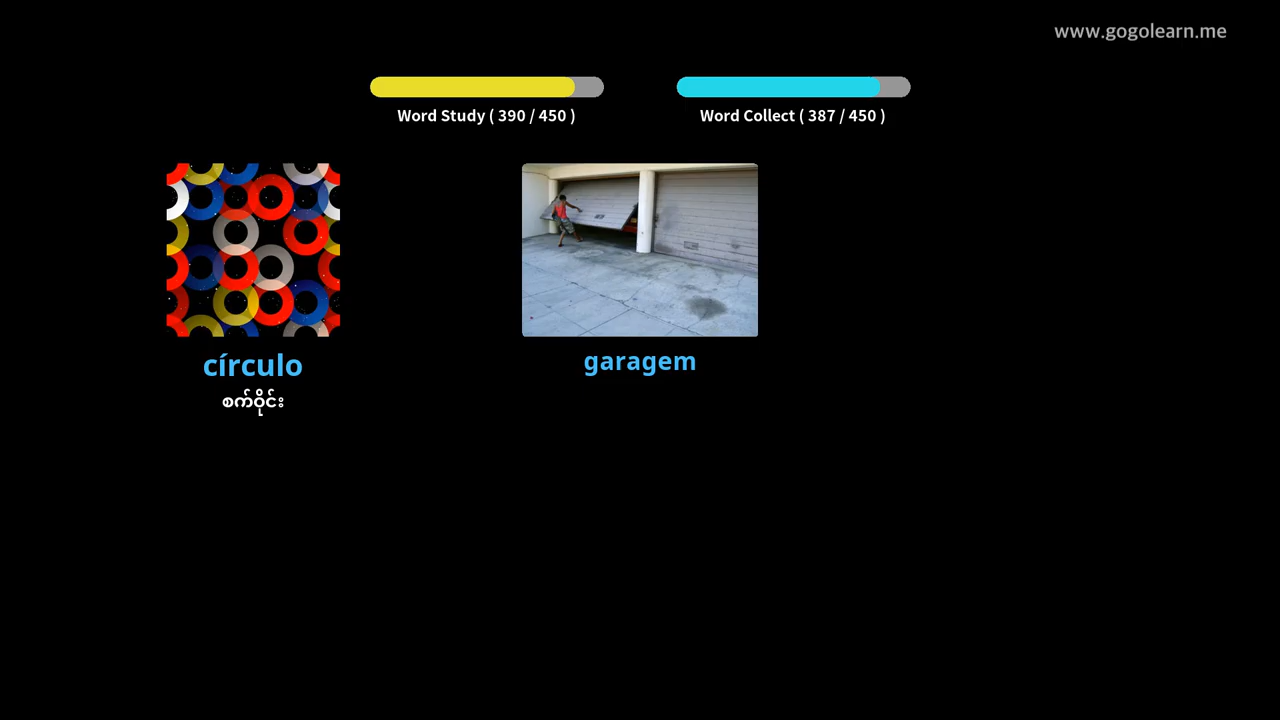 www.gogolearn.me
Word Study ( 390 / 450 )
Word Collect ( 387 / 450 )
círculo
စက်ဝိုင်း
garagem